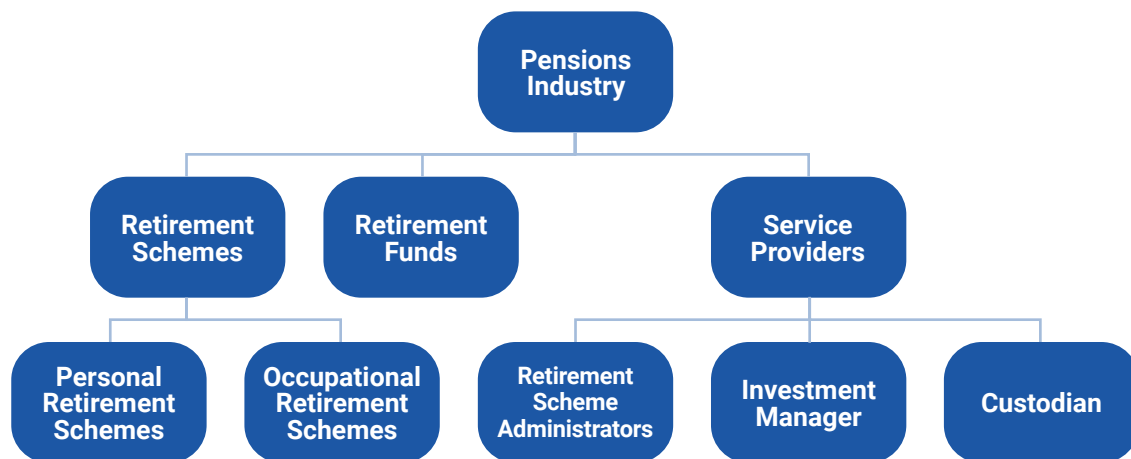 Pensions
Industry
Retirement
Schemes
Retirement
Funds
Service
Providers
Personal
Retirement
Schemes
Occupational
Retirement
Schemes
Retirement
Scheme
Administrators
Investment
Manager
Custodian